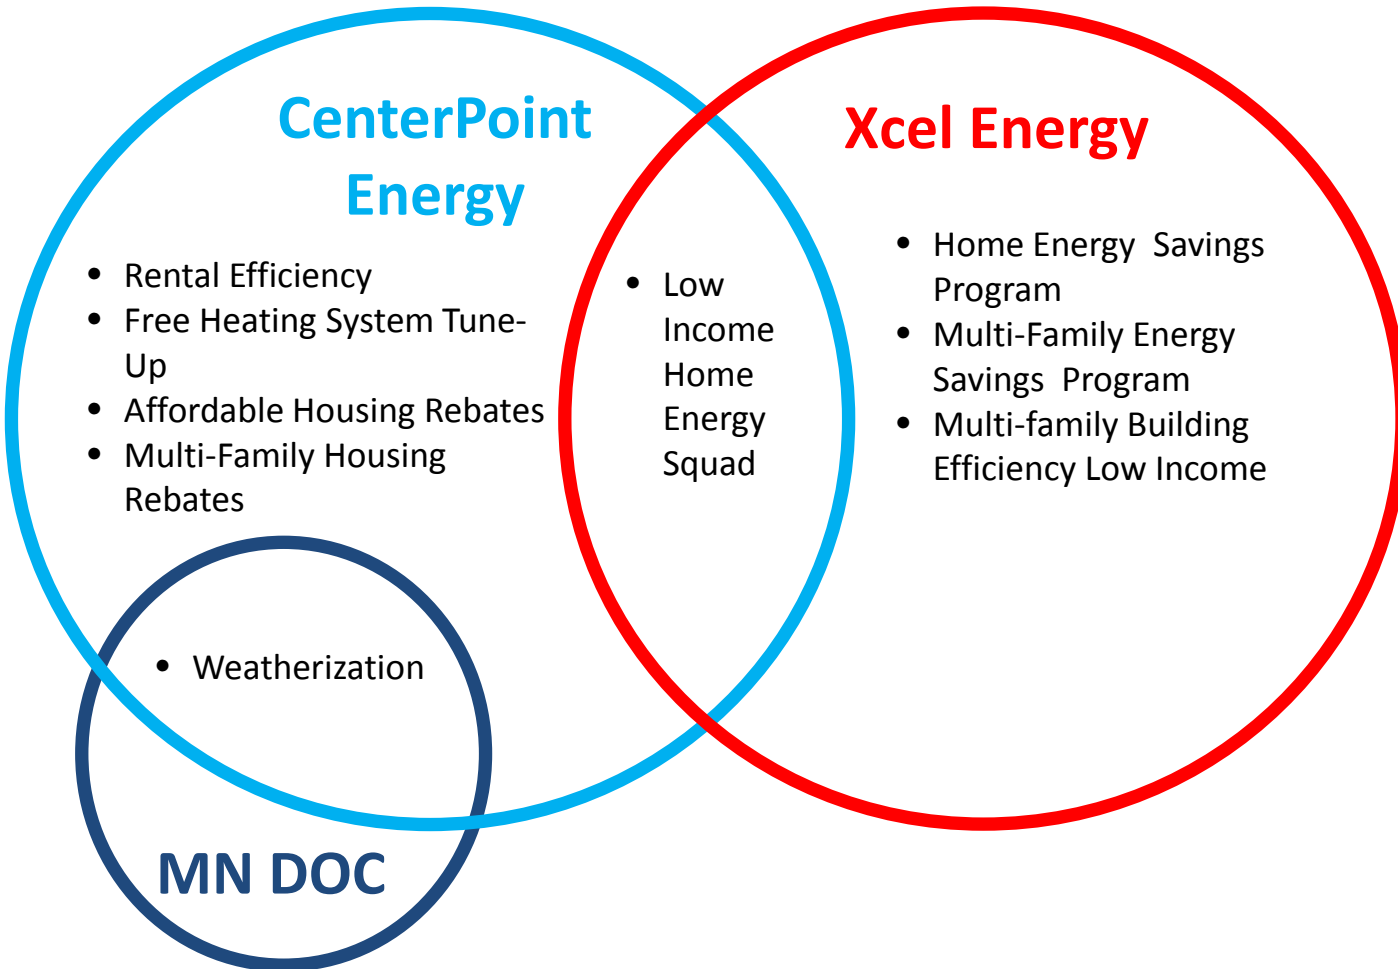 CenterPoint
Energy
• Rental Efficiency
• Free Heating System Tune-
Up
• Affordable Housing Rebates
• Multi-Family Housing
Rebates
• Low
Income
Home
Energy
Squad
Xcel Energy
• Home Energy  Savings
Program
• Multi-Family Energy
Savings  Program
• Multi-family Building
Efficiency Low Income
• Weatherization
MN DOC